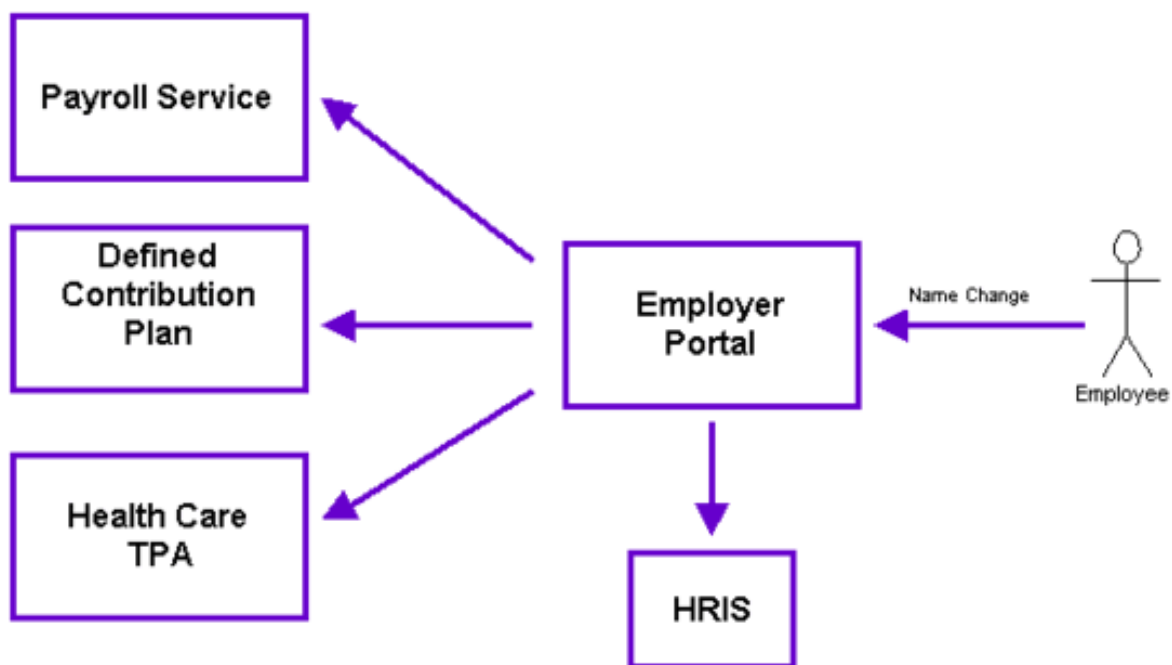 Payroll Service
Defined
Contribution
Plan
Health Care
TPA
Employer
Portal
HRIS
Name Change
Employee